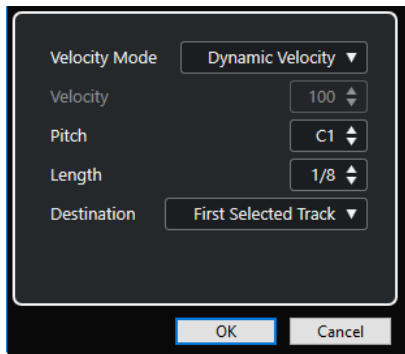 Velocity Mode Dynamic Velocity
Velocity 100
Pitch C1
Length 1/8
Destination First Selected Track
OK Cancel